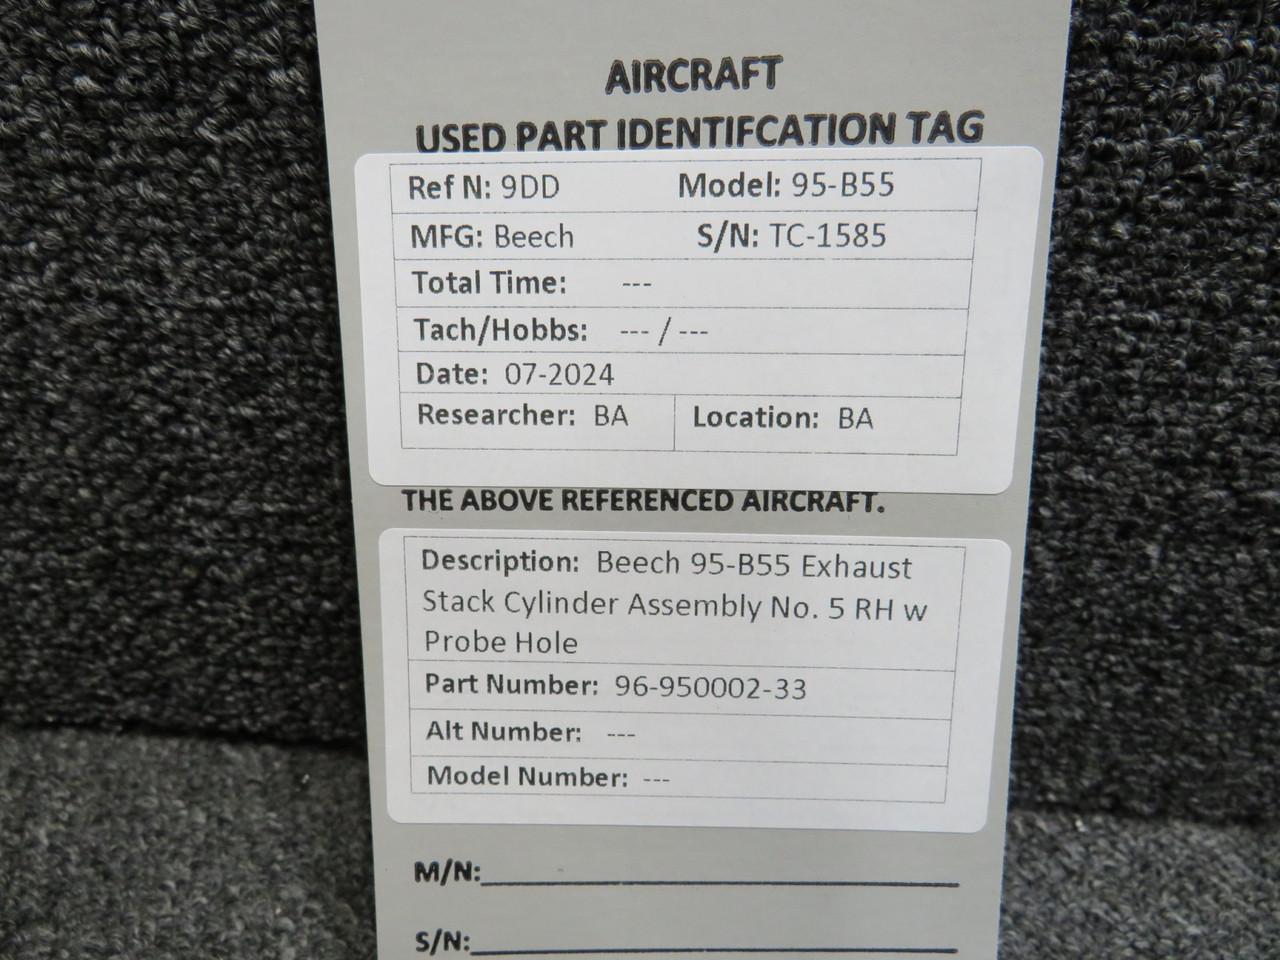 AIRCRAFT
USED PART IDENTIFCATION TAG
Ref N: 9DD Model: 95-B55
MFG: Beech S/N: TC-1585
Total Time: ---
Tach/Hobbs: --- / ---
Date: 07-2024
Researcher: BA Location: BA
THE ABOVE REFERENCED AIRCRAFT.
Description: Beech 95-B55 Exhaust
Stack Cylinder Assembly No. 5 RH w
Probe Hole
Part Number: 96-950002-33
Alt Number: ---
Model Number: ---
M/N:
S/N: